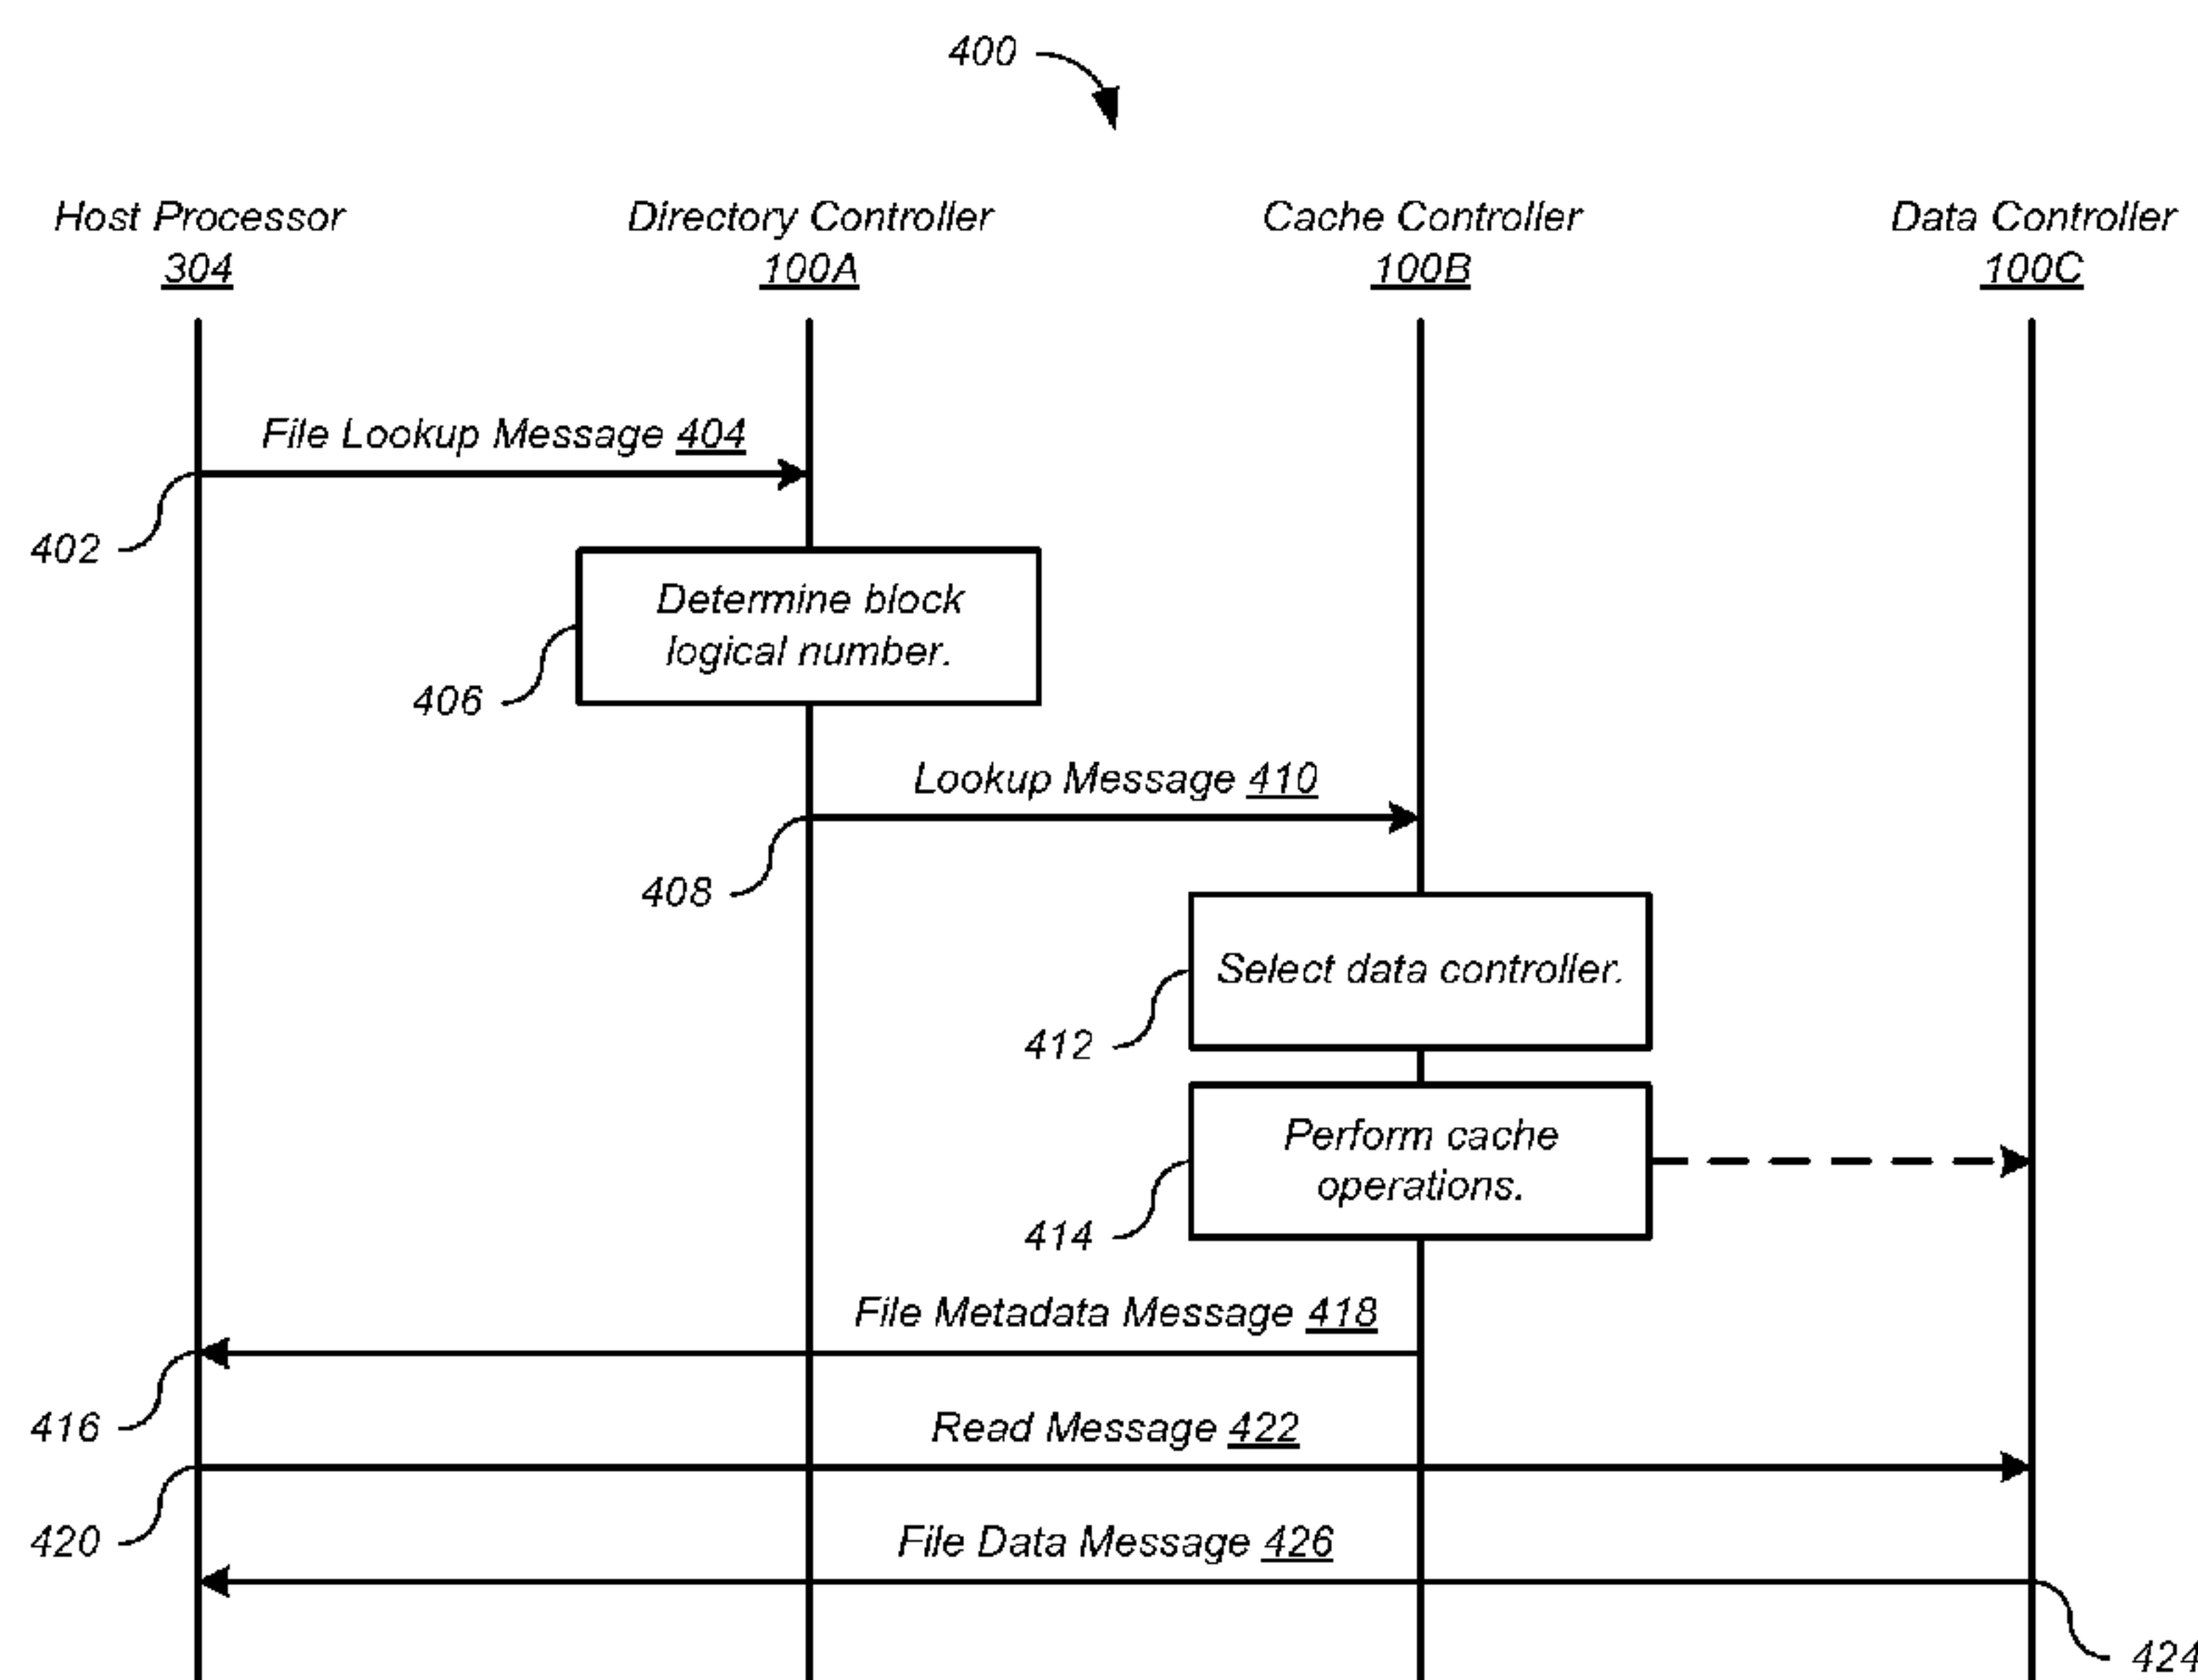 400
Host Processor
304
Directory Controller
100A
Cache Controller
100B
Data Controller
100C
File Lookup Message 404
402
Determine block
logical number.
406
Lookup Message 410
408
Select data controller.
412
Perform cache
operations.
414
File Metadata Message 418
416
Read Message 422
420
File Data Message 426
424